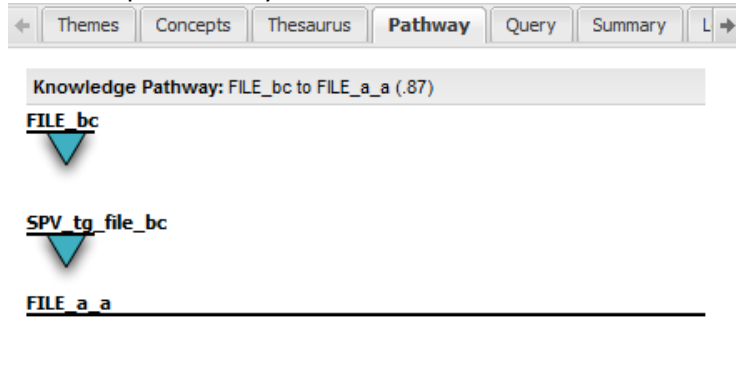 Themes Concepts Thesaurus Pathway Query Summary L
Knowledge Pathway: FILE_bc to FILE_a_a (.87)
FILE_bc
SPV_tg_file_bc
FILE_a_a